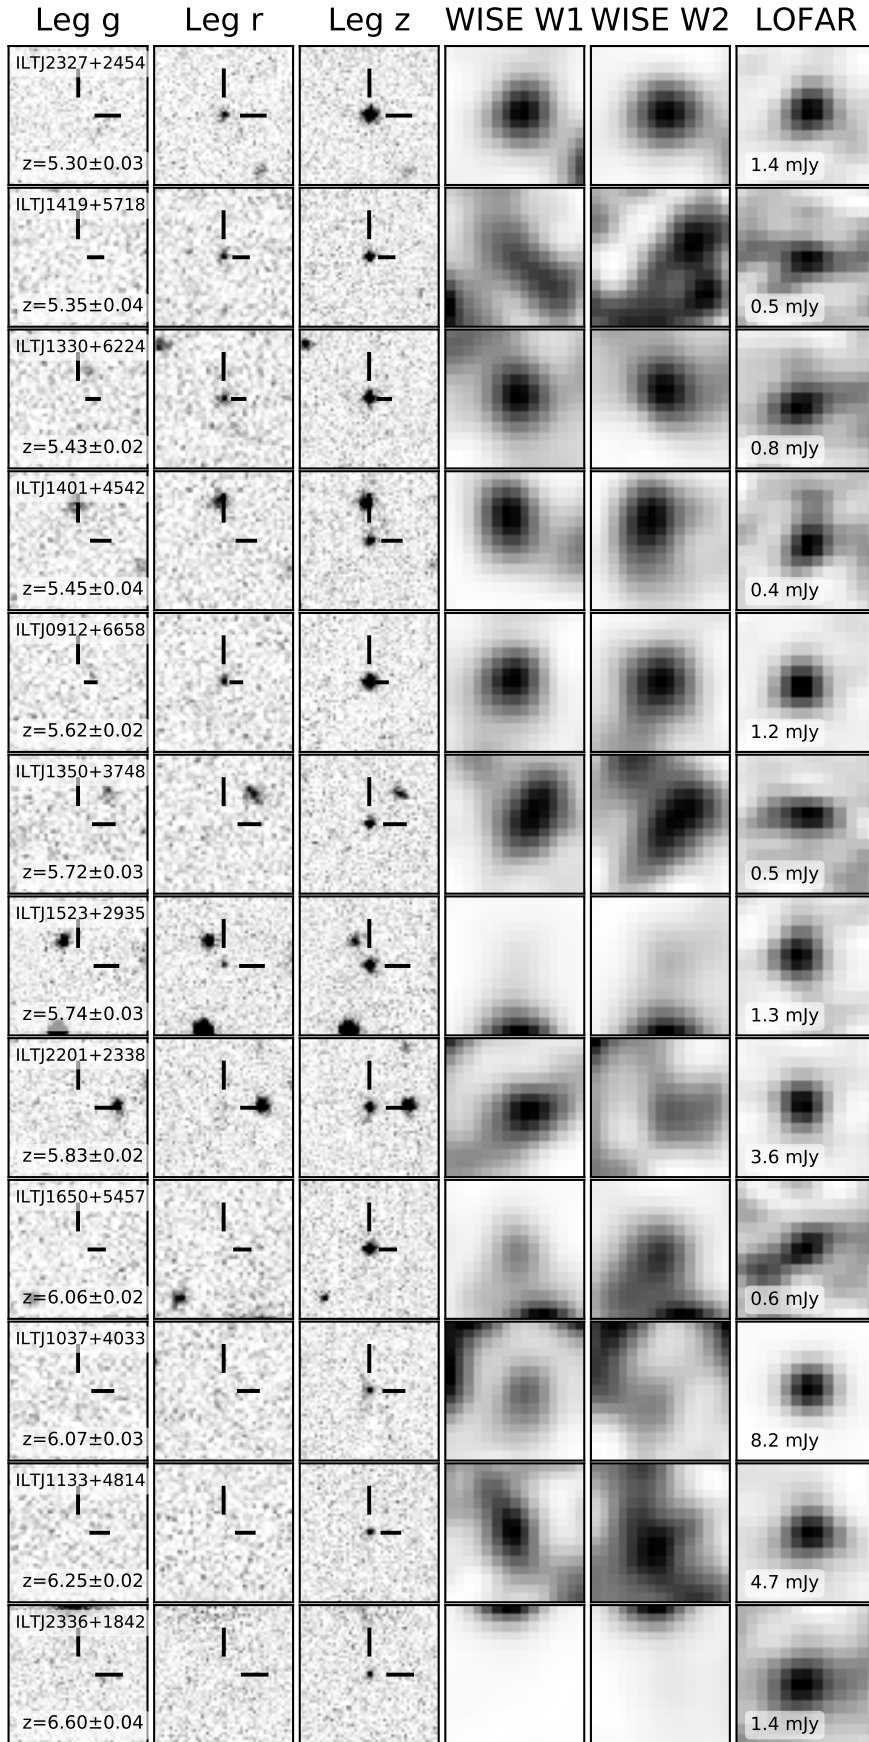 Leg g Leg r Leg z WISE W1 WISE W2 LOFAR
ILTJ2327+2454
z=5.30±0.03 1.4 mJy
ILTJ1419+5718
z=5.35±0.04 0.5 mJy
ILTJ1330+6224
z=5.43±0.02 0.8 mJy
ILTJ1401+4542
z=5.45±0.04 0.4 mJy
ILTJ0912+6658
z=5.62±0.02 1.2 mJy
ILTJ1350+3748
z=5.72±0.03 0.5 mJy
ILTJ1523+2935
z=5.74±0.03 1.3 mJy
ILTJ2201+2338
z=5.83±0.02 3.6 mJy
ILTJ1650+5457
z=6.06±0.02 0.6 mJy
ILTJ1037+4033
z=6.07±0.03 8.2 mJy
ILTJ1133+4814
z=6.25±0.02 4.7 mJy
ILTJ2336+1842
z=6.60±0.04 1.4 mJy